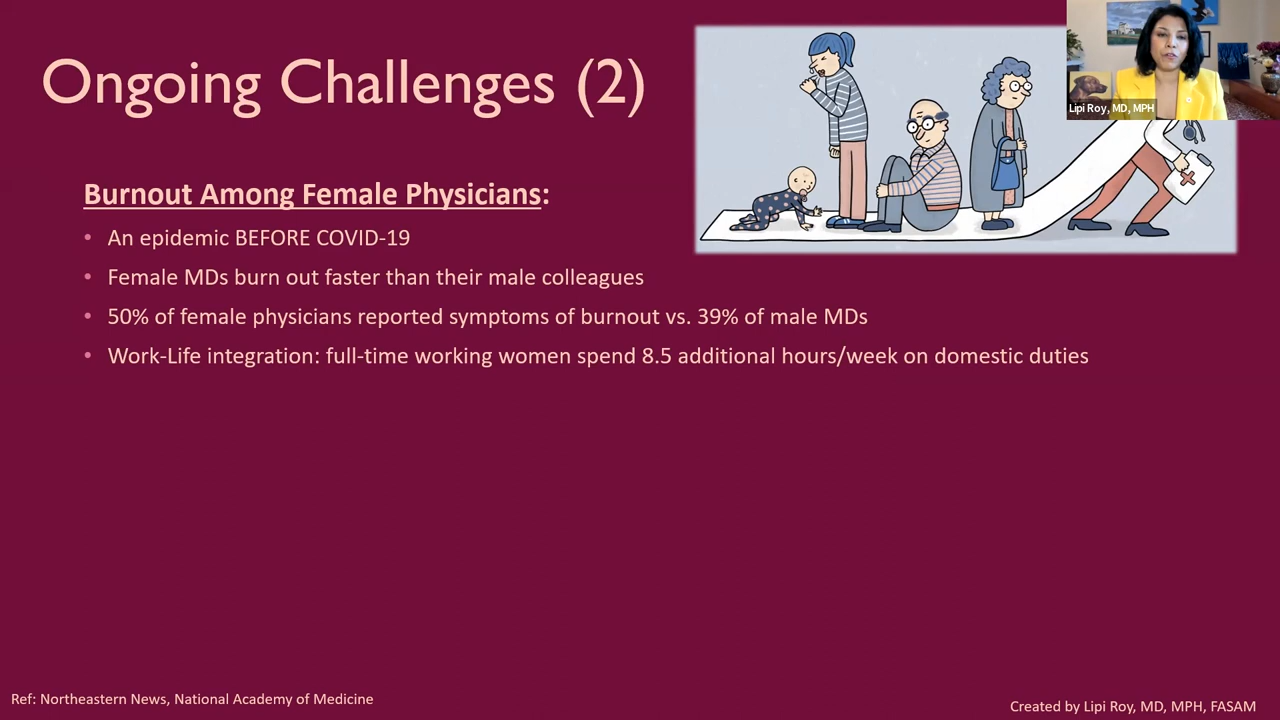 Ongoing Challenges (2)
Lipi Roy, MD, MPH
Burnout Among Female Physicians:
• An epidemic BEFORE COVID-19
• Female MDs burn out faster than their male colleagues
• 50% of female physicians reported symptoms of burnout vs. 39% of male MDs
• Work-Life integration: full-time working women spend 8.5 additional hours/week on domestic duties
Ref: Northeastern News, National Academy of Medicine
Created by Lipi Roy, MD, MPH, FASAM